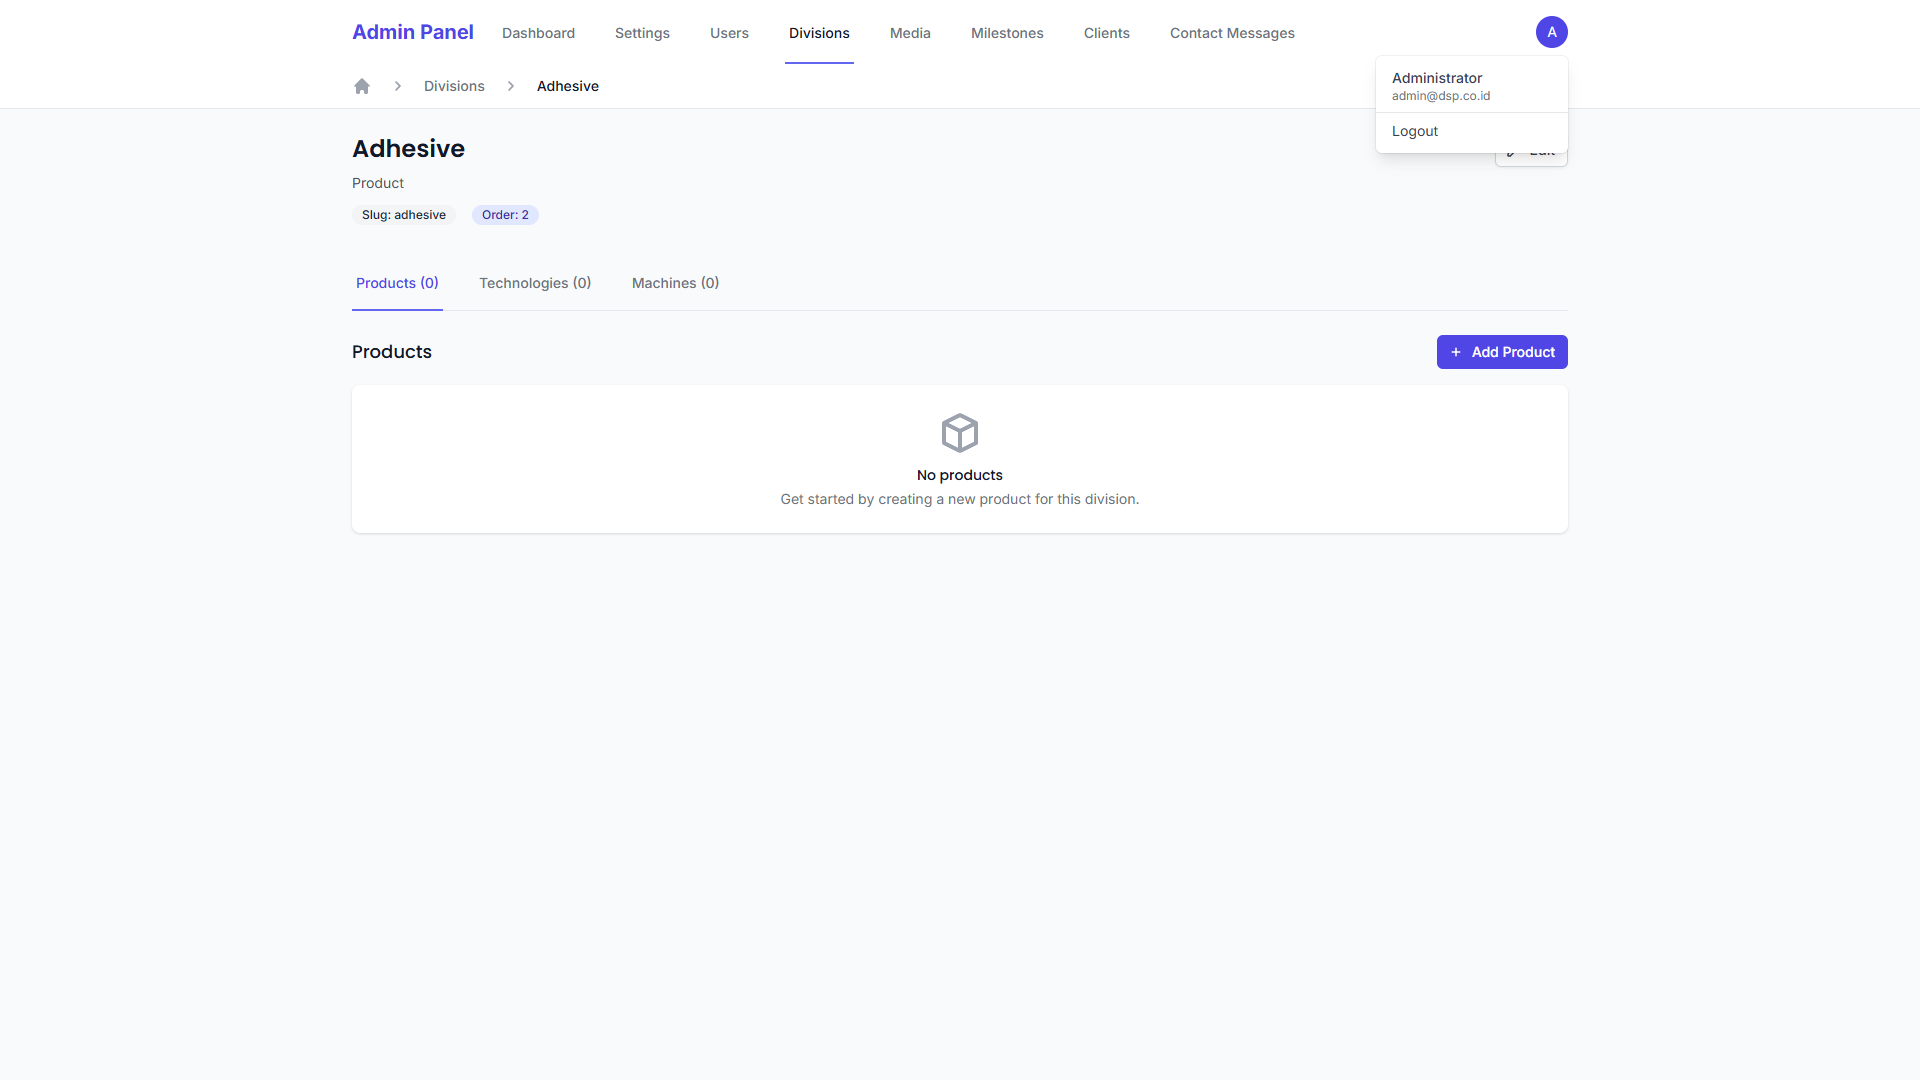 Admin Panel Dashboard Settings Users Divisions Media Milestones Clients Contact Messages A
Divisions Adhesive
Administrator
admin@dsp.co.id
Logout
Adhesive
Product
Slug: adhesive Order: 2
Products (0) Technologies (0) Machines (0)
Products + Add Product
No products
Get started by creating a new product for this division.